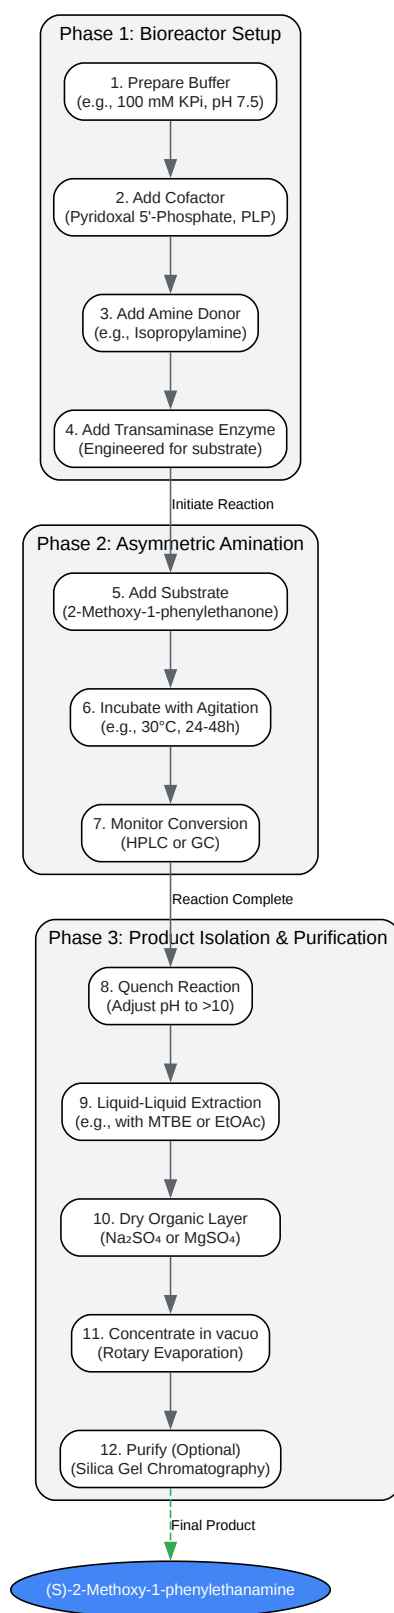 Phase 1: Bioreactor Setup
1. Prepare Buffer
(e.g., 100 mM KPi, pH 7.5)
2. Add Cofactor
(Pyridoxal 5'-Phosphate, PLP)
3. Add Amine Donor
(e.g., Isopropylamine)
4. Add Transaminase Enzyme
(Engineered for substrate)
Initiate Reaction
Phase 2: Asymmetric Amination
5. Add Substrate
(2-Methoxy-1-phenylethanone)
6. Incubate with Agitation
(e.g., 30°C, 24-48h)
7. Monitor Conversion
(HPLC or GC)
Reaction Complete
Phase 3: Product Isolation & Purification
8. Quench Reaction
(Adjust pH to >10)
9. Liquid-Liquid Extraction
(e.g., with MTBE or EtOAc)
10. Dry Organic Layer
(Na₂SO₄ or MgSO₄)
11. Concentrate in vacuo
(Rotary Evaporation)
12. Purify (Optional)
(Silica Gel Chromatography)
Final Product
(S)-2-Methoxy-1-phenylethanamine